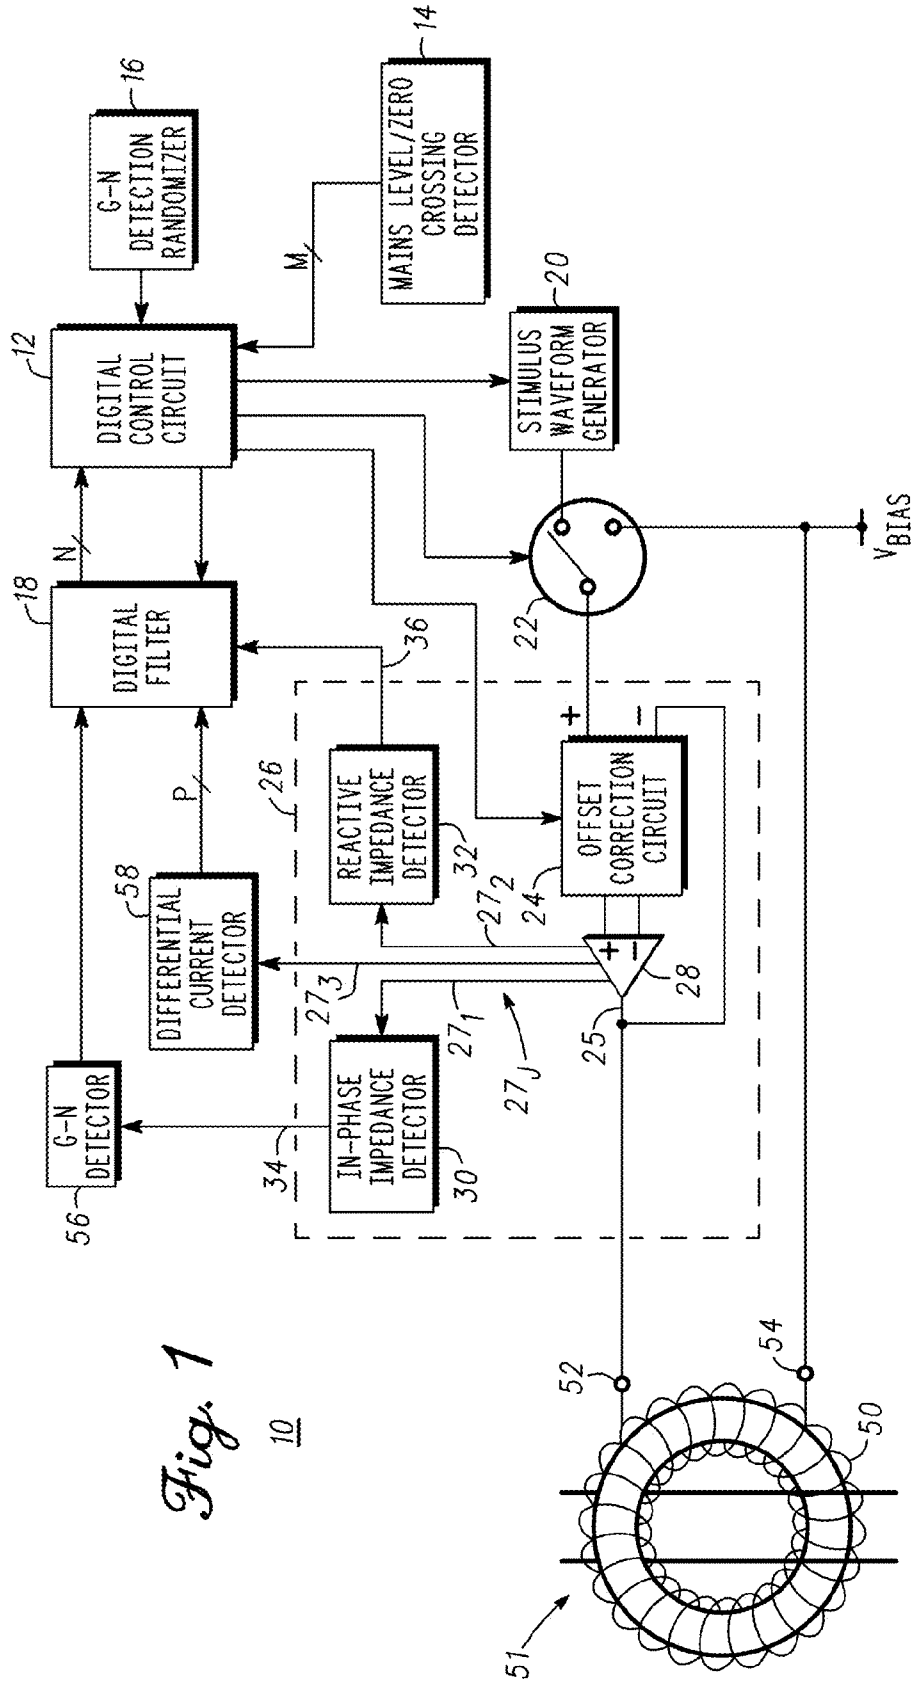 Fig. 1
10
G-N
DETECTOR
56
DIFFERENTIAL
CURRENT
DETECTOR
58
P
DIGITAL
FILTER
18
N
DIGITAL
CONTROL
CIRCUIT
12
G-N
DETECTION
RANDOMIZER
16
M
MAINS LEVEL/ZERO
CROSSING
DETECTOR
14
34
IN-PHASE
IMPEDANCE
DETECTOR
30
REACTIVE
IMPEDANCE
DETECTOR
32
36
26
27₁
27₂
27₃
27J
25
+
−
28
OFFSET
CORRECTION
CIRCUIT
24
+
−
22
STIMULUS
WAVEFORM
GENERATOR
20
VBIAS
52
54
50
51